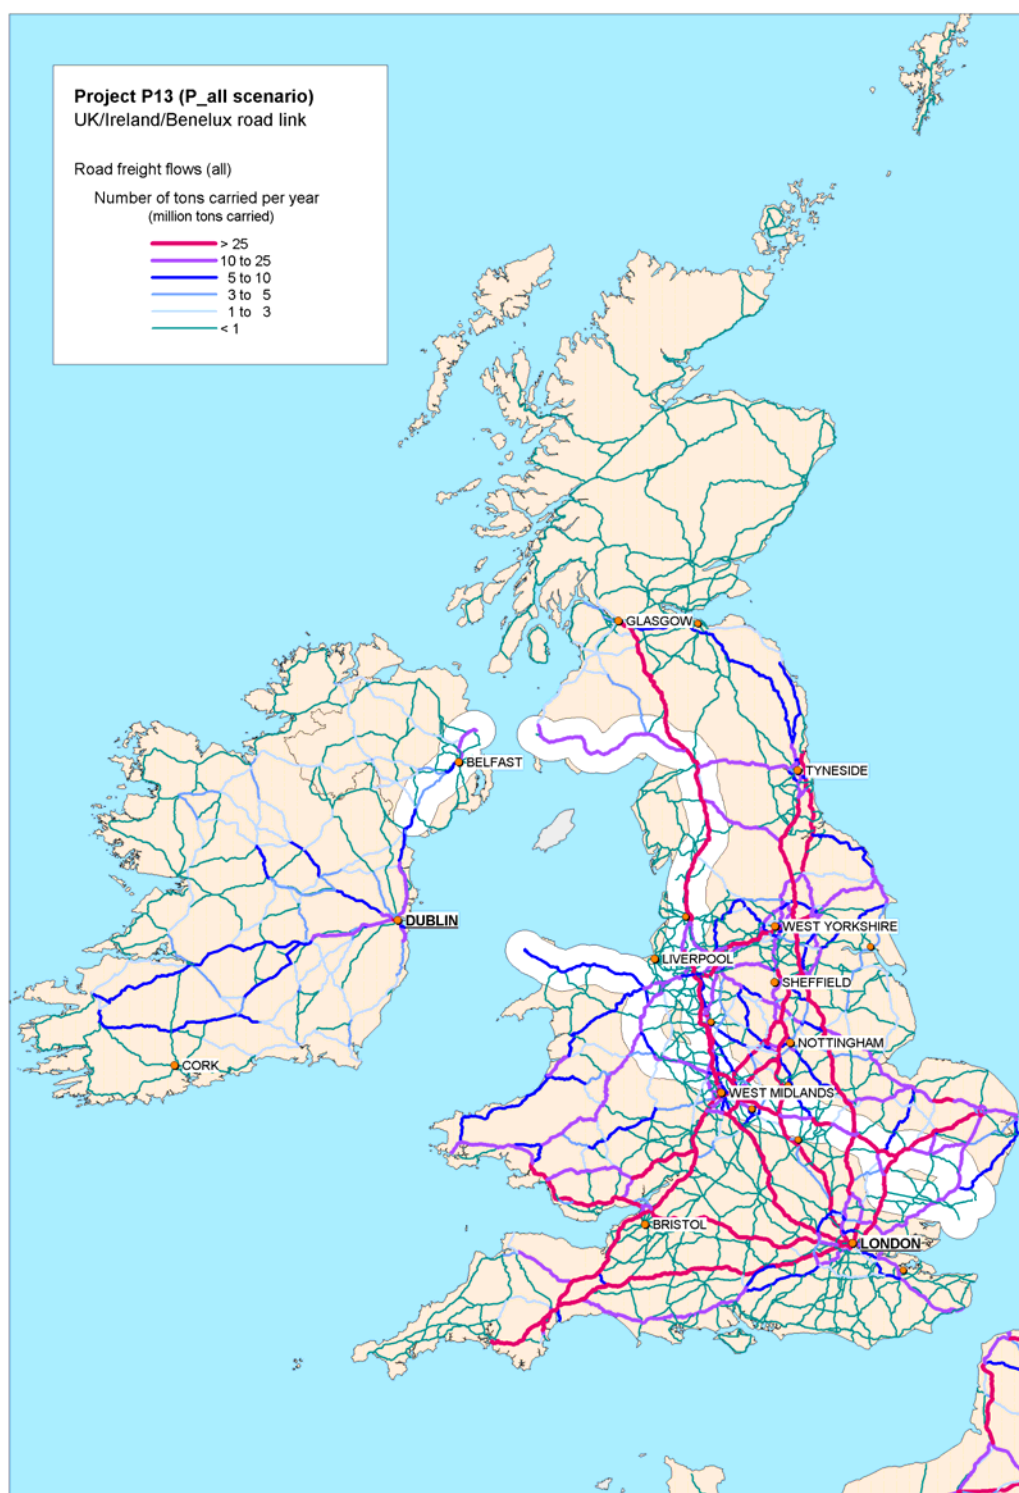 Project P13 (P_all scenario)
UK/Ireland/Benelux road link
Road freight flows (all)
Number of tons carried per year
(million tons carried)
> 25
10 to 25
5 to 10
3 to 5
1 to 3
< 1
GLASGOW
BELFAST
TYNESIDE
DUBLIN
WEST YORKSHIRE
LIVERPOOL
SHEFFIELD
NOTTINGHAM
CORK
WEST MIDLANDS
BRISTOL
LONDON